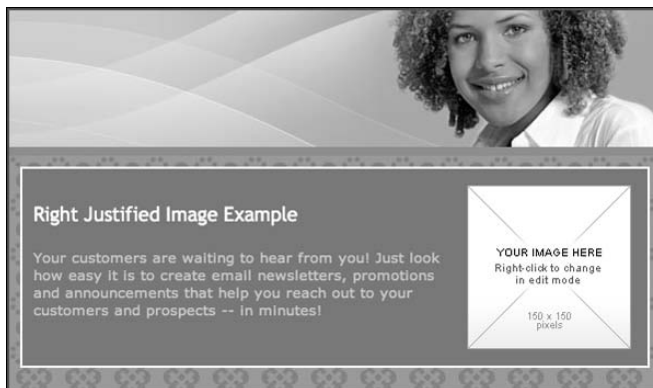 Right Justified Image Example
Your customers are waiting to hear from you! Just look
how easy it is to create email newsletters, promotions
and announcements that help you reach out to your
customers and prospects -- in minutes!
YOUR IMAGE HERE
Right-click to change
in edit mode
150 x 150
pixels